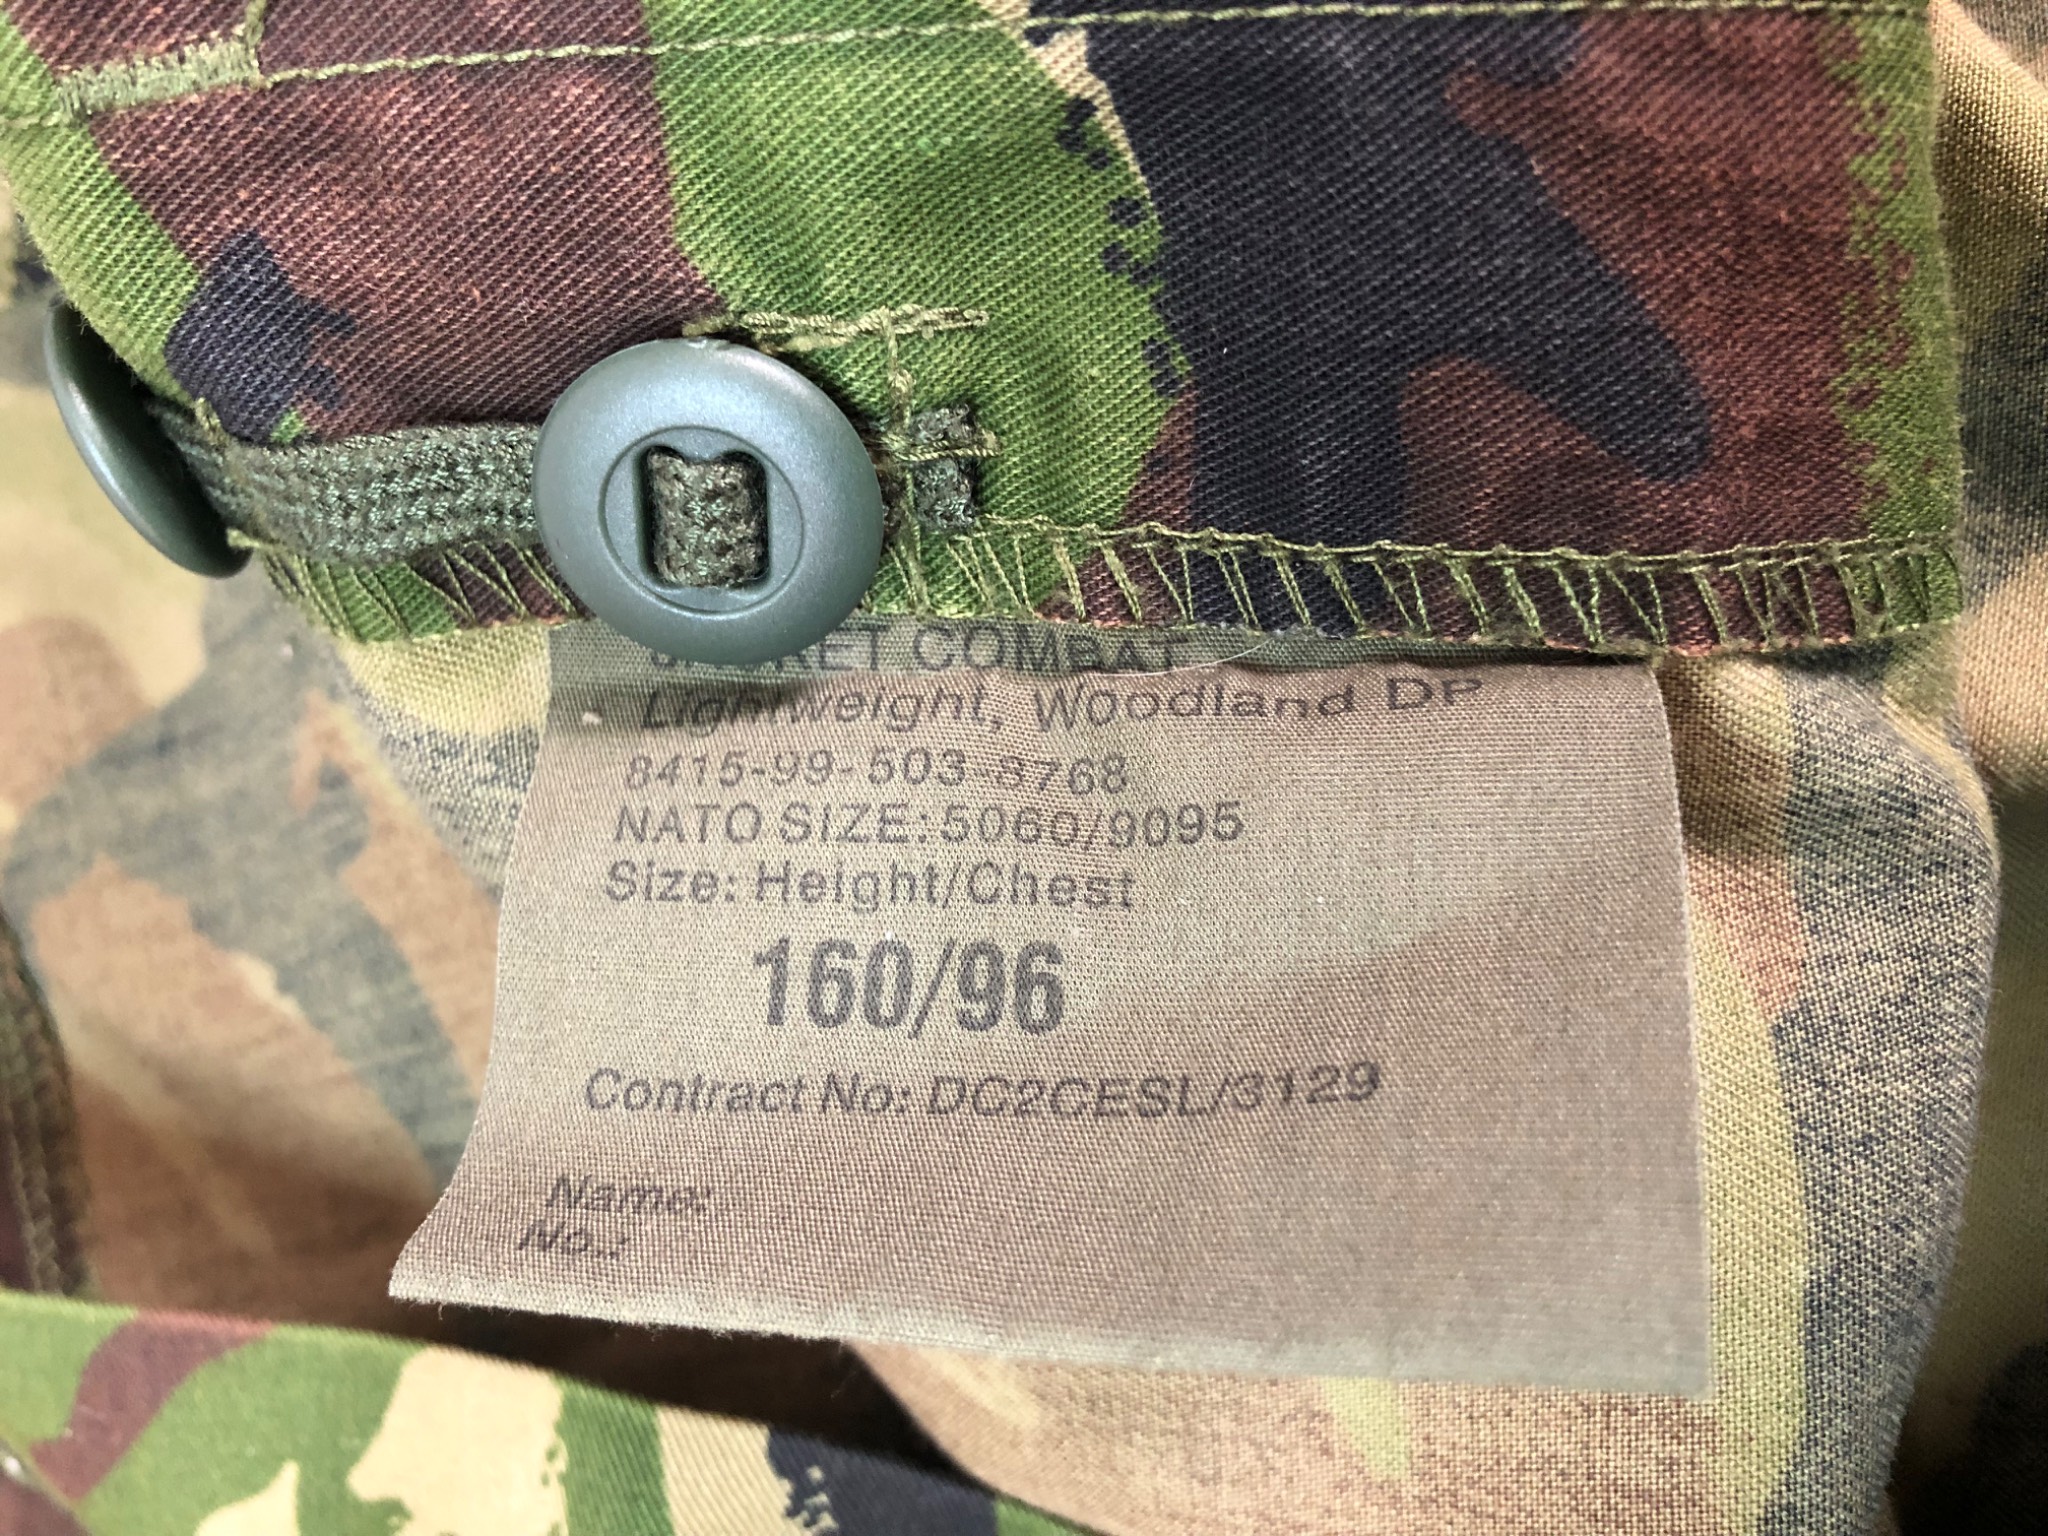 COMBAT
Lightweight, Woodland DP
8415-99-503-8768
NATO SIZE: 5060/9095
Size: Height/Chest
160/96
Contract No: DC2CESL/3129
Name:
No.: